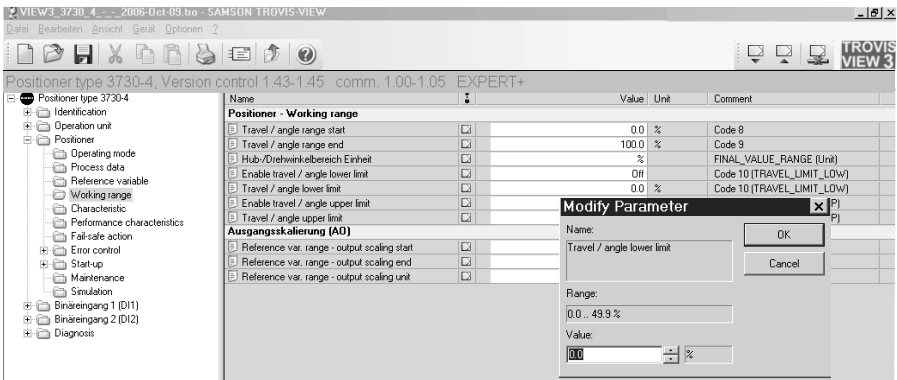 VIEW3_3730_4_-_-_2006-Oct-09.tro - SAMSON TROVIS-VIEW
Datei Bearbeiten Ansicht Gerät Optionen ?
TROVIS
VIEW 3
Positioner type 3730-4, Version control 1.43-1.45 comm. 1.00-1.05 EXPERT+
Positioner type 3730-4
Identification
Operation unit
Positioner
Operating mode
Process data
Reference variable
Working range
Characteristic
Performance characteristics
Fail-safe action
Error control
Start-up
Maintenance
Simulation
Binäreingang 1 (DI1)
Binäreingang 2 (DI2)
Diagnosis
Name Value Unit Comment
Positioner - Working range
Travel / angle range start 0.0 % Code 8
Travel / angle range end 100.0 % Code 9
Hub-/Drehwinkelbereich Einheit % FINAL_VALUE_RANGE (Unit)
Enable travel / angle lower limit Off Code 10 (TRAVEL_LIMIT_LOW)
Travel / angle lower limit 0.0 % Code 10 (TRAVEL_LIMIT_LOW)
Enable travel / angle upper limit P)
Travel / angle upper limit P)
Ausgangsskalierung (AO)
Reference var. range - output scaling start
Reference var. range - output scaling end
Reference var. range - output scaling unit
Modify Parameter
Name:
Travel / angle lower limit
OK
Cancel
Range:
0.0 .. 49.9 %
Value:
0.0 %